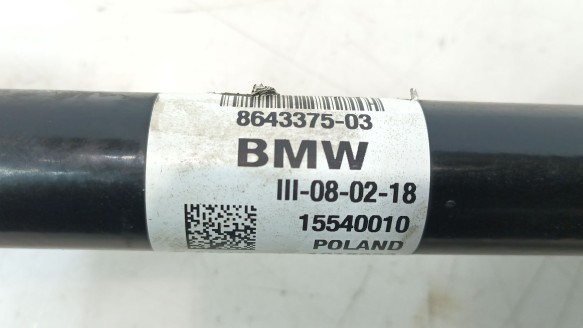 8643375-03
BMW
III-08-02-18
15540010
POLAND